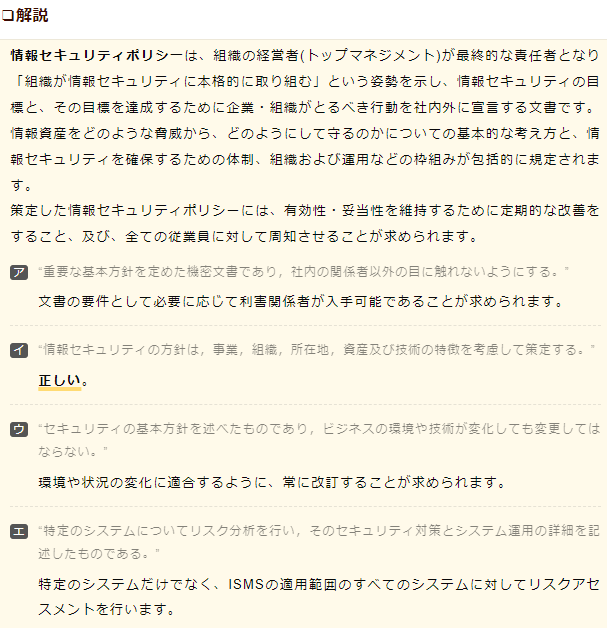 ❏解説
情報セキュリティポリシーは、組織の経営者(トップマネジメント)が最終的な責任者となり
「組織が情報セキュリティに本格的に取り組む」という姿勢を示し、情報セキュリティの目
標と、その目標を達成するために企業・組織がとるべき行動を社内外に宣言する文書です。
情報資産をどのような脅威から、どのようにして守るのかについての基本的な考え方と、情
報セキュリティを確保するための体制、組織および運用などの枠組みが包括的に規定されま
す。
策定した情報セキュリティポリシーには、有効性・妥当性を維持するために定期的な改善を
すること、及び、全ての従業員に対して周知させることが求められます。
ア “重要な基本方針を定めた機密文書であり，社内の関係者以外の目に触れないようにする。”
文書の要件として必要に応じて利害関係者が入手可能であることが求められます。
イ “情報セキュリティの方針は，事業，組織，所在地，資産及び技術の特徴を考慮して策定する。”
正しい。
ウ “セキュリティの基本方針を述べたものであり，ビジネスの環境や技術が変化しても変更しては
ならない。”
環境や状況の変化に適合するように、常に改訂することが求められます。
エ “特定のシステムについてリスク分析を行い，そのセキュリティ対策とシステム運用の詳細を記
述したものである。”
特定のシステムだけでなく、ISMSの適用範囲のすべてのシステムに対してリスクアセ
スメントを行います。